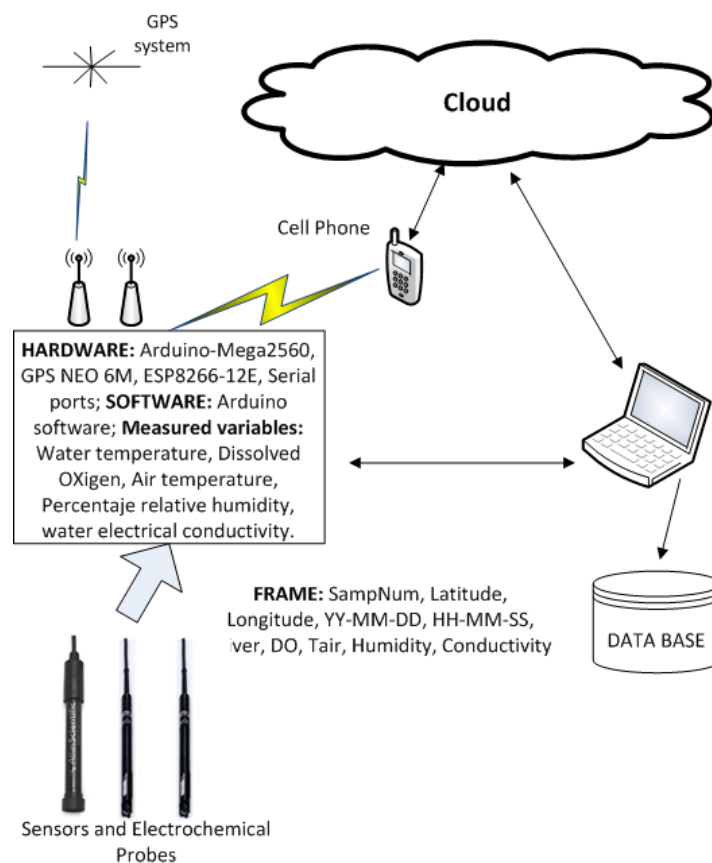 GPS
system
Cloud
Cell Phone
HARDWARE: Arduino-Mega2560,
GPS NEO 6M, ESP8266-12E, Serial
ports; SOFTWARE: Arduino
software; Measured variables:
Water temperature, Dissolved
OXigen, Air temperature,
Percentaje relative humidity,
water electrical conductivity.
FRAME: SampNum, Latitude,
Longitude, YY-MM-DD, HH-MM-SS,
iver, DO, Tair, Humidity, Conductivity
DATA BASE
AtlasScientific
Sensors and Electrochemical
Probes